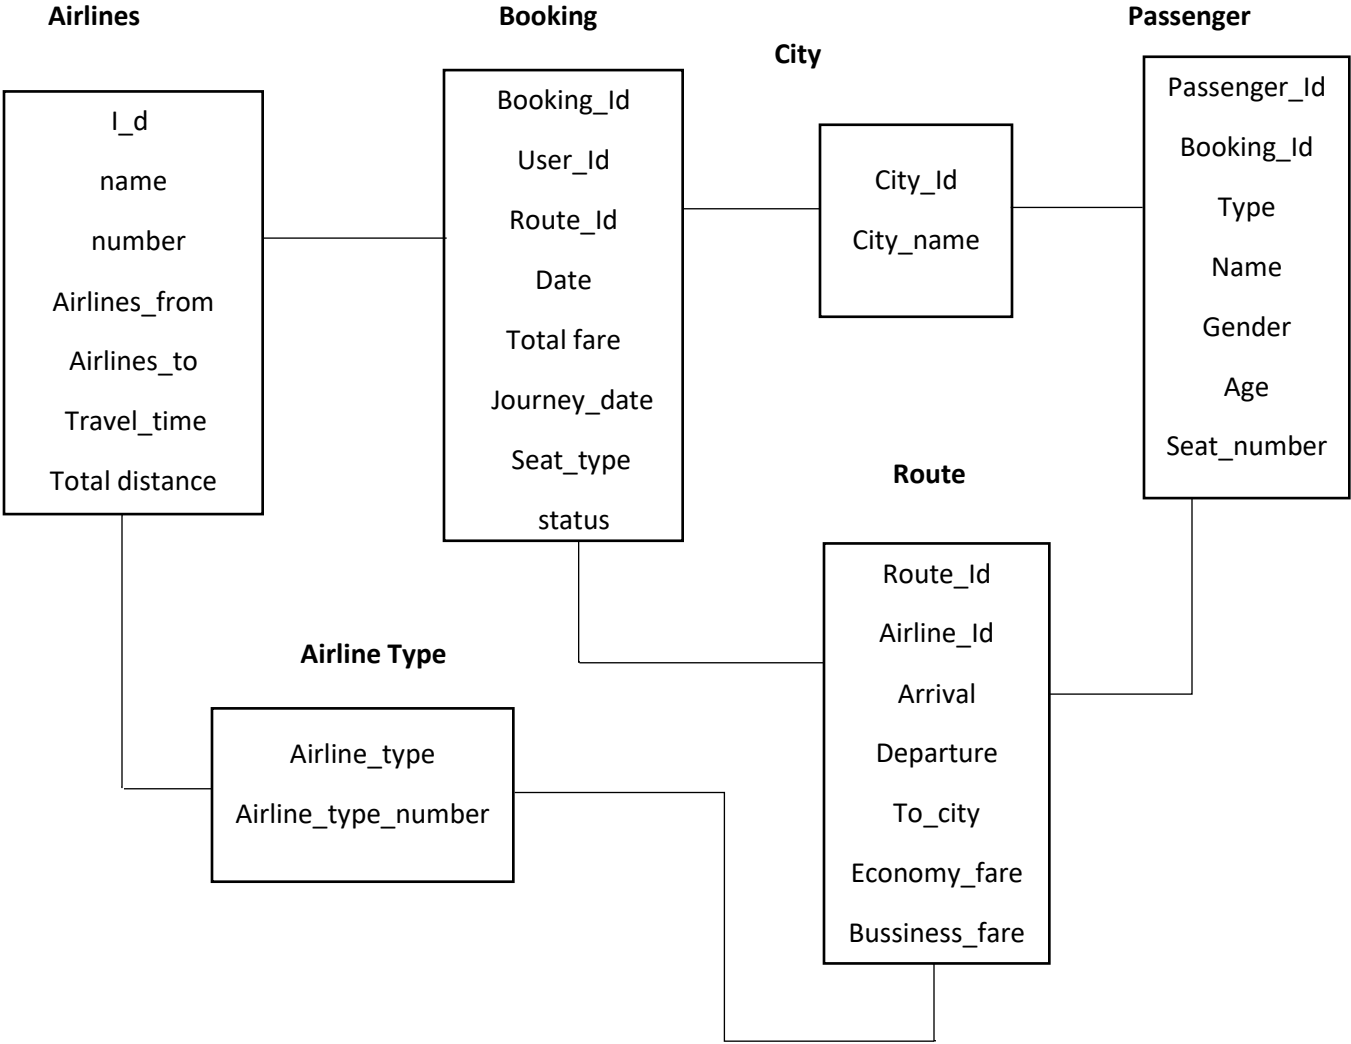 Airlines
I_d
name
number
Airlines_from
Airlines_to
Travel_time
Total distance
Booking
Booking_Id
User_Id
Route_Id
Date
Total fare
Journey_date
Seat_type
status
City
City_Id
City_name
Passenger
Passenger_Id
Booking_Id
Type
Name
Gender
Age
Seat_number
Airline Type
Airline_type
Airline_type_number
Route
Route_Id
Airline_Id
Arrival
Departure
To_city
Economy_fare
Bussiness_fare